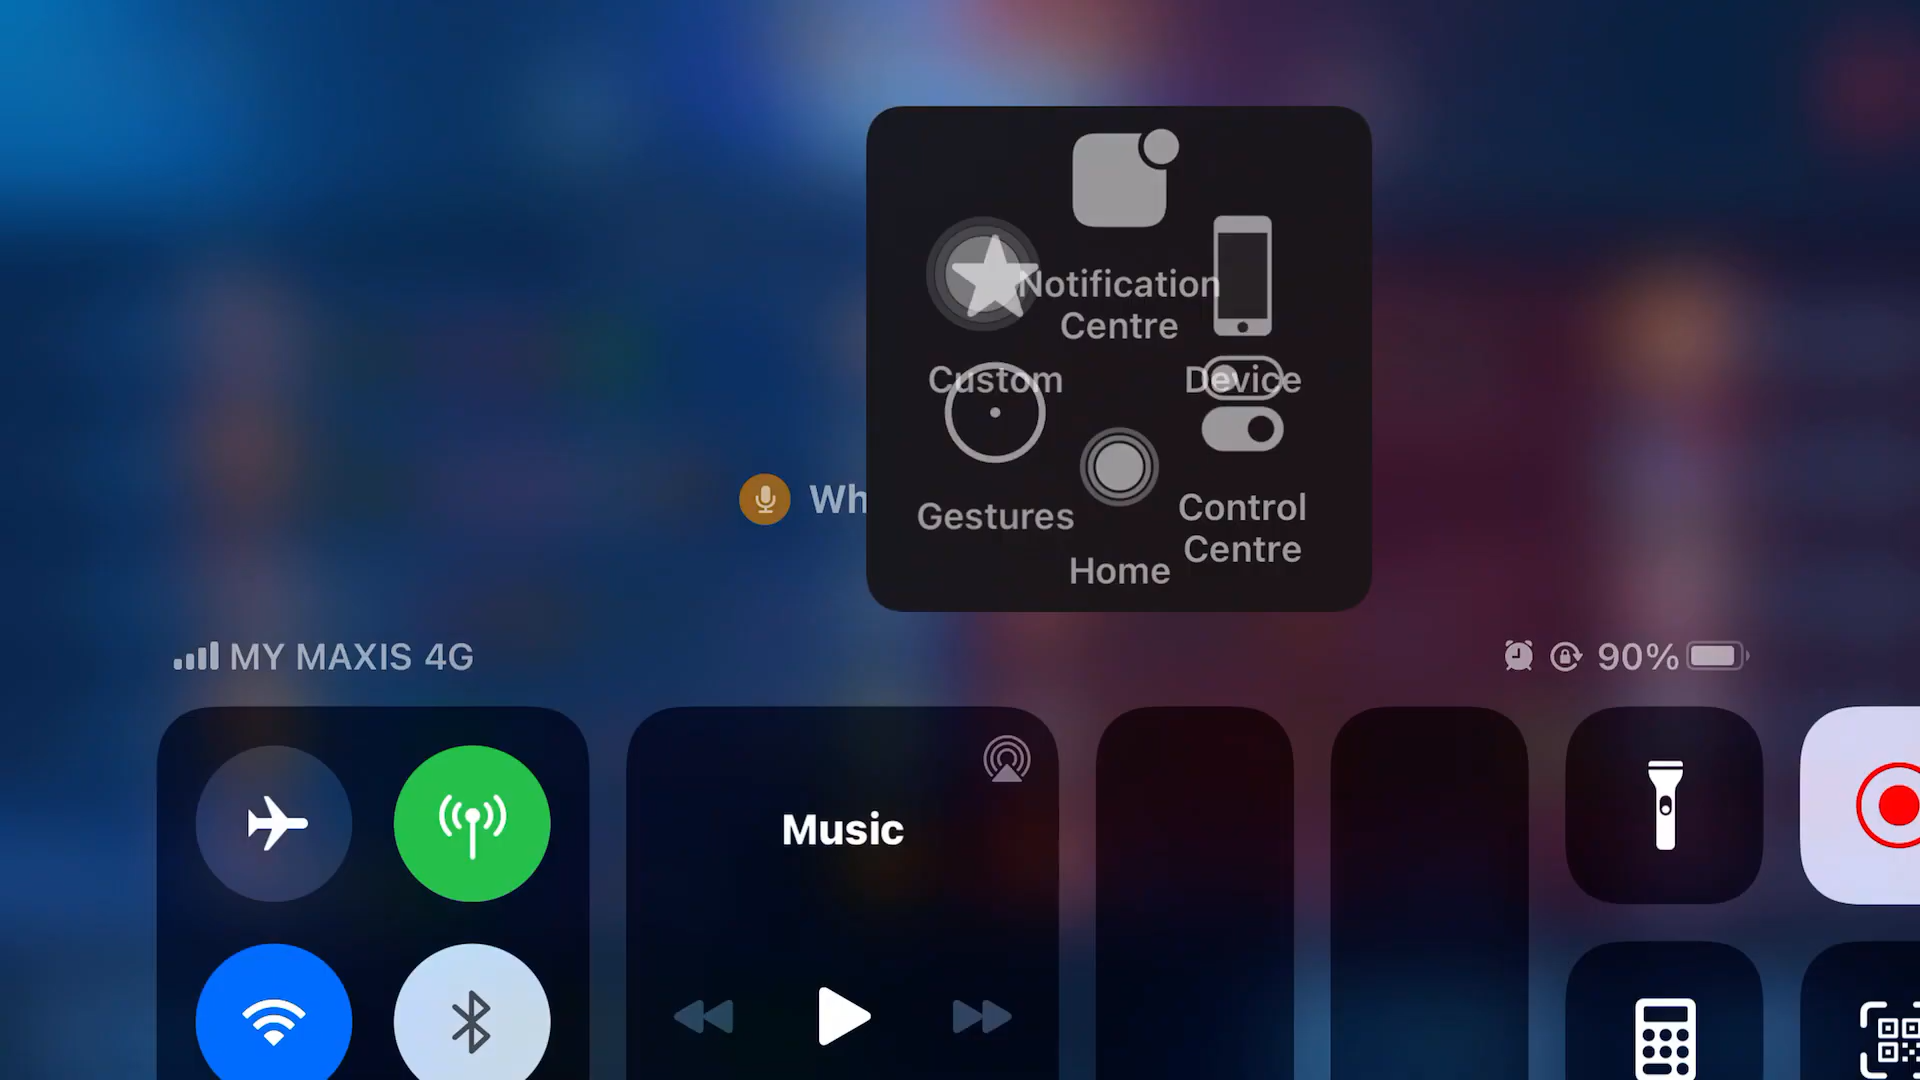 Notification
Centre
Custom
Device
Wh
Gestures
Control
Centre
Home
MY MAXIS 4G
90%
Music